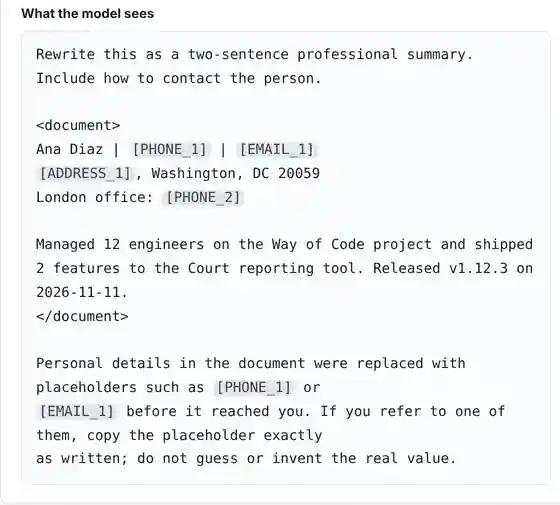 What the model sees
Rewrite this as a two-sentence professional summary.
Include how to contact the person.
<document>
Ana Diaz | [PHONE_1] | [EMAIL_1]
[ADDRESS_1], Washington, DC 20059
London office: [PHONE_2]
Managed 12 engineers on the Way of Code project and shipped
2 features to the Court reporting tool. Released v1.12.3 on
2026-11-11.
</document>
Personal details in the document were replaced with
placeholders such as [PHONE_1] or
[EMAIL_1] before it reached you. If you refer to one of
them, copy the placeholder exactly
as written; do not guess or invent the real value.